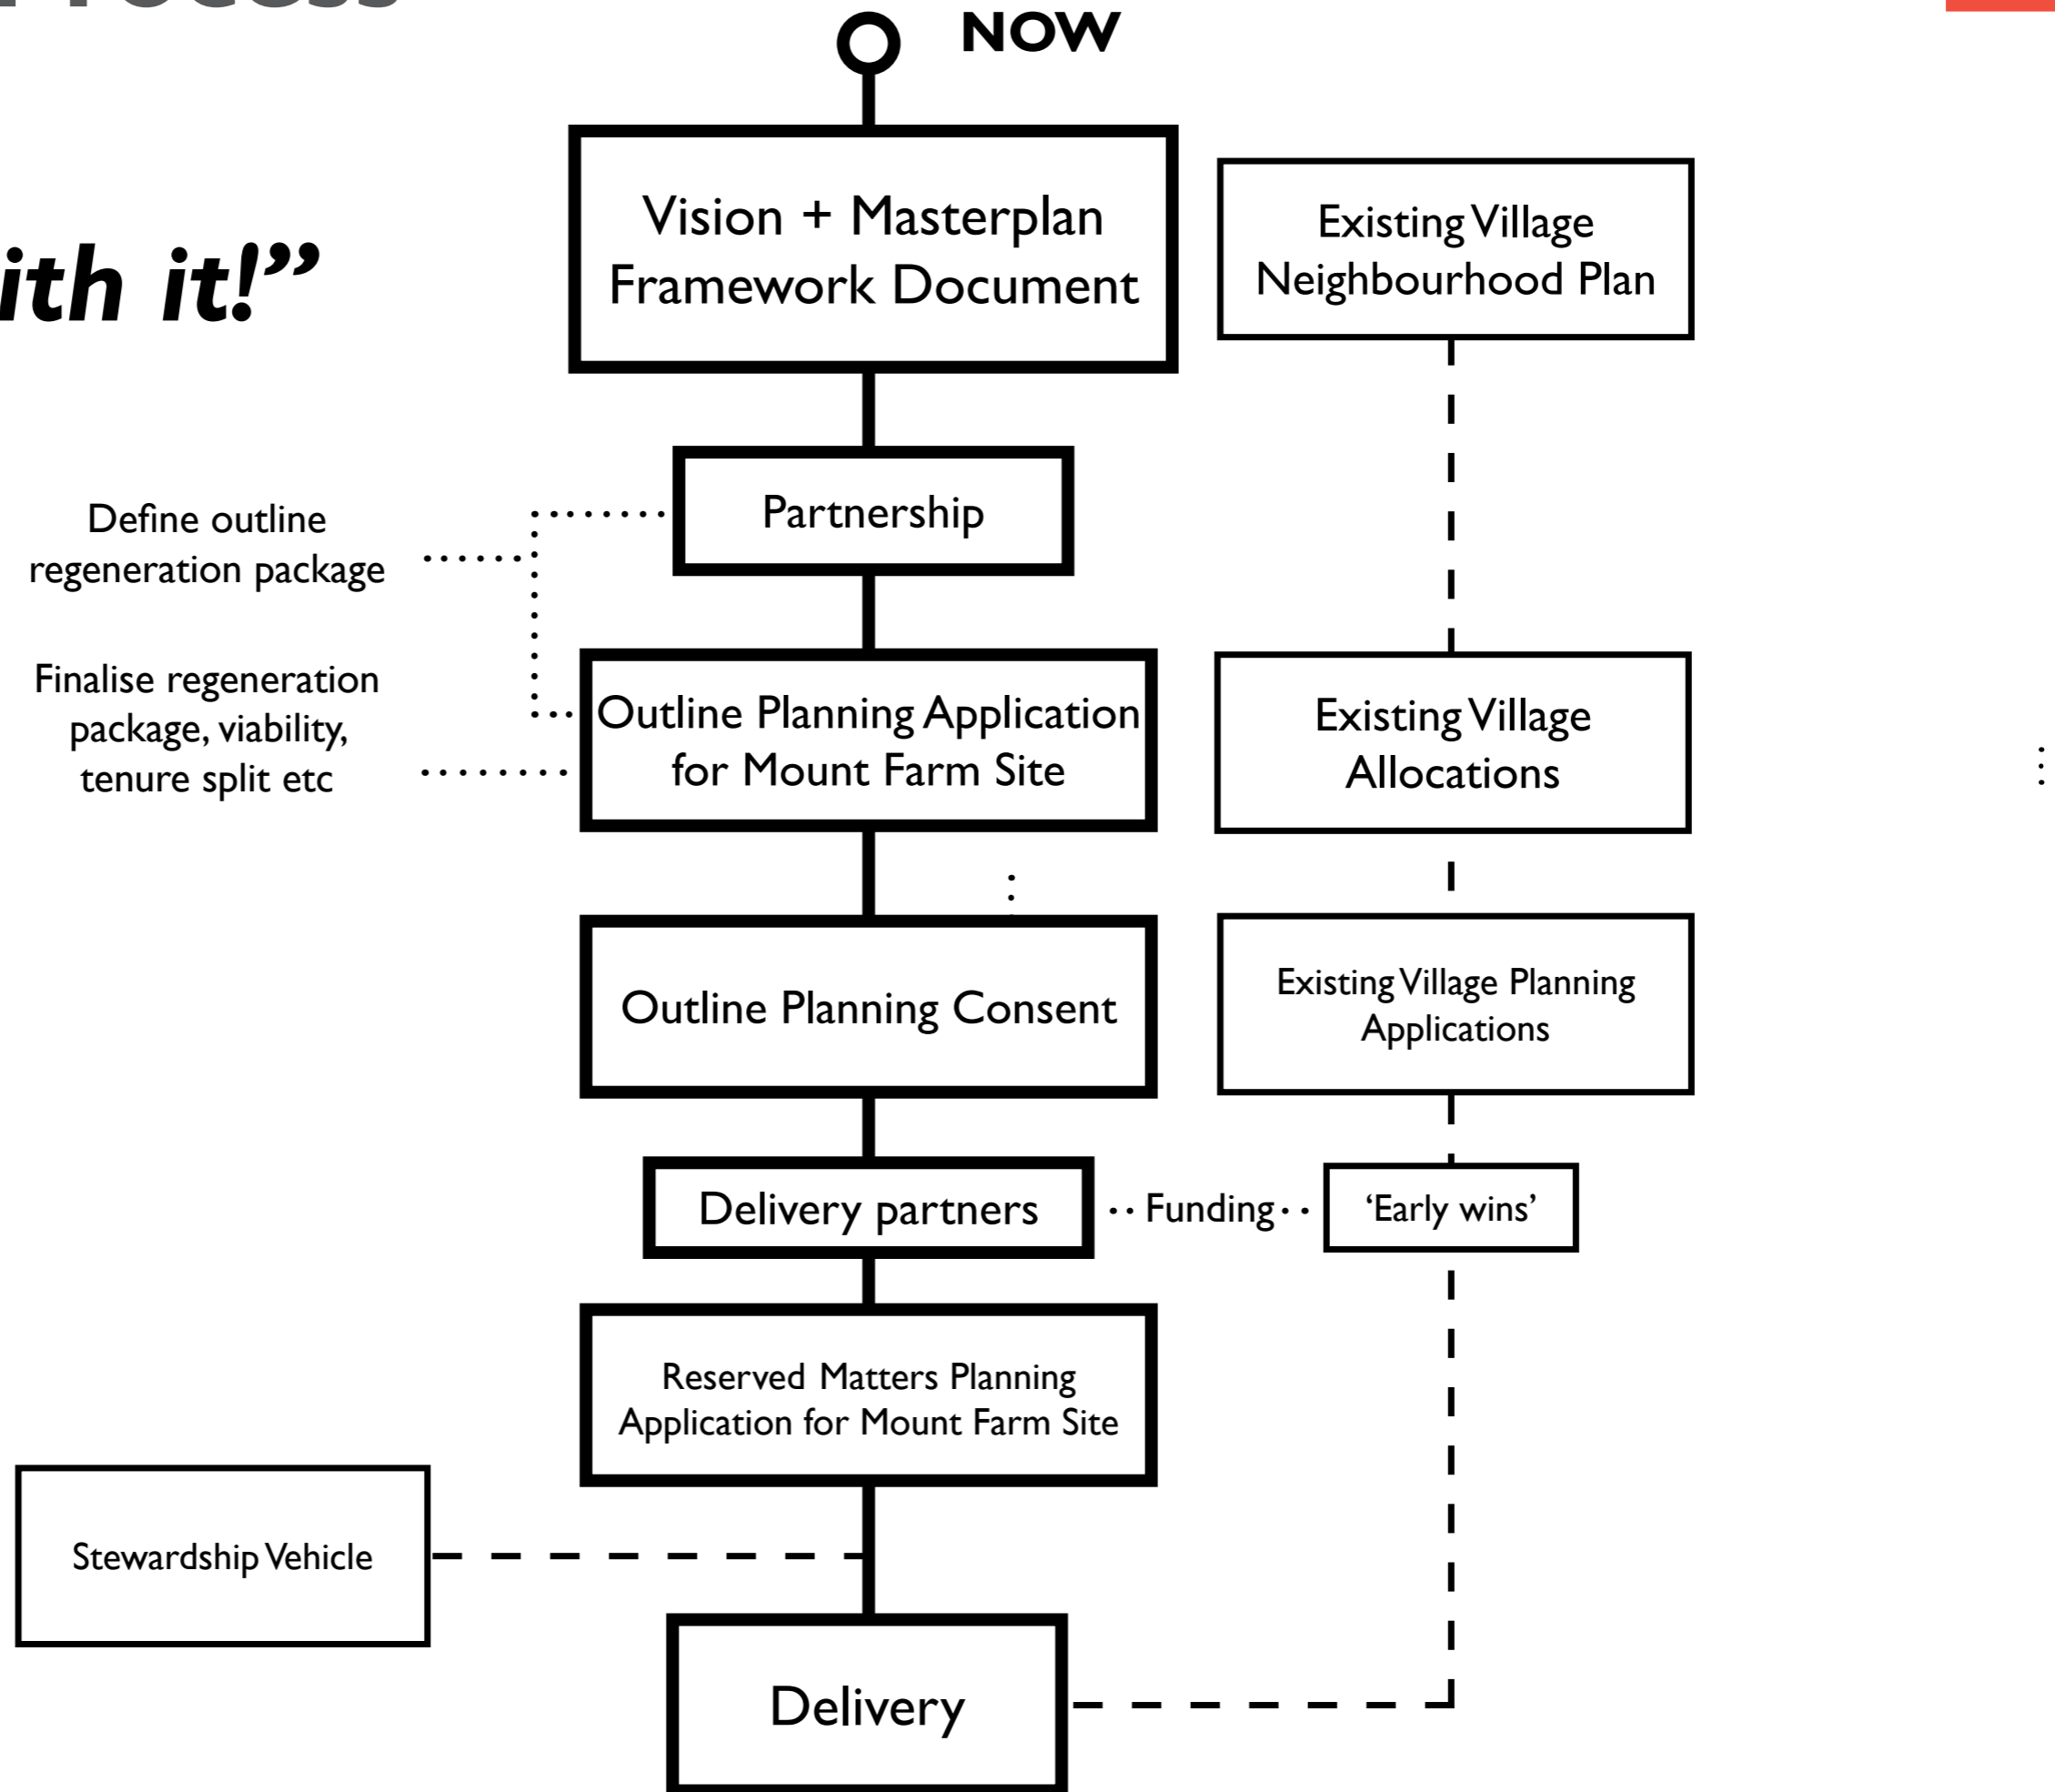 Process
NOW
ith it!”
Vision + Masterplan
Framework Document
Existing Village
Neighbourhood Plan
Partnership
Define outline
regeneration package
Finalise regeneration
package, viability,
tenure split etc
Outline Planning Application
for Mount Farm Site
Existing Village
Allocations
Outline Planning Consent
Existing Village Planning
Applications
Delivery partners
Funding
‘Early wins’
Reserved Matters Planning
Application for Mount Farm Site
Stewardship Vehicle
Delivery